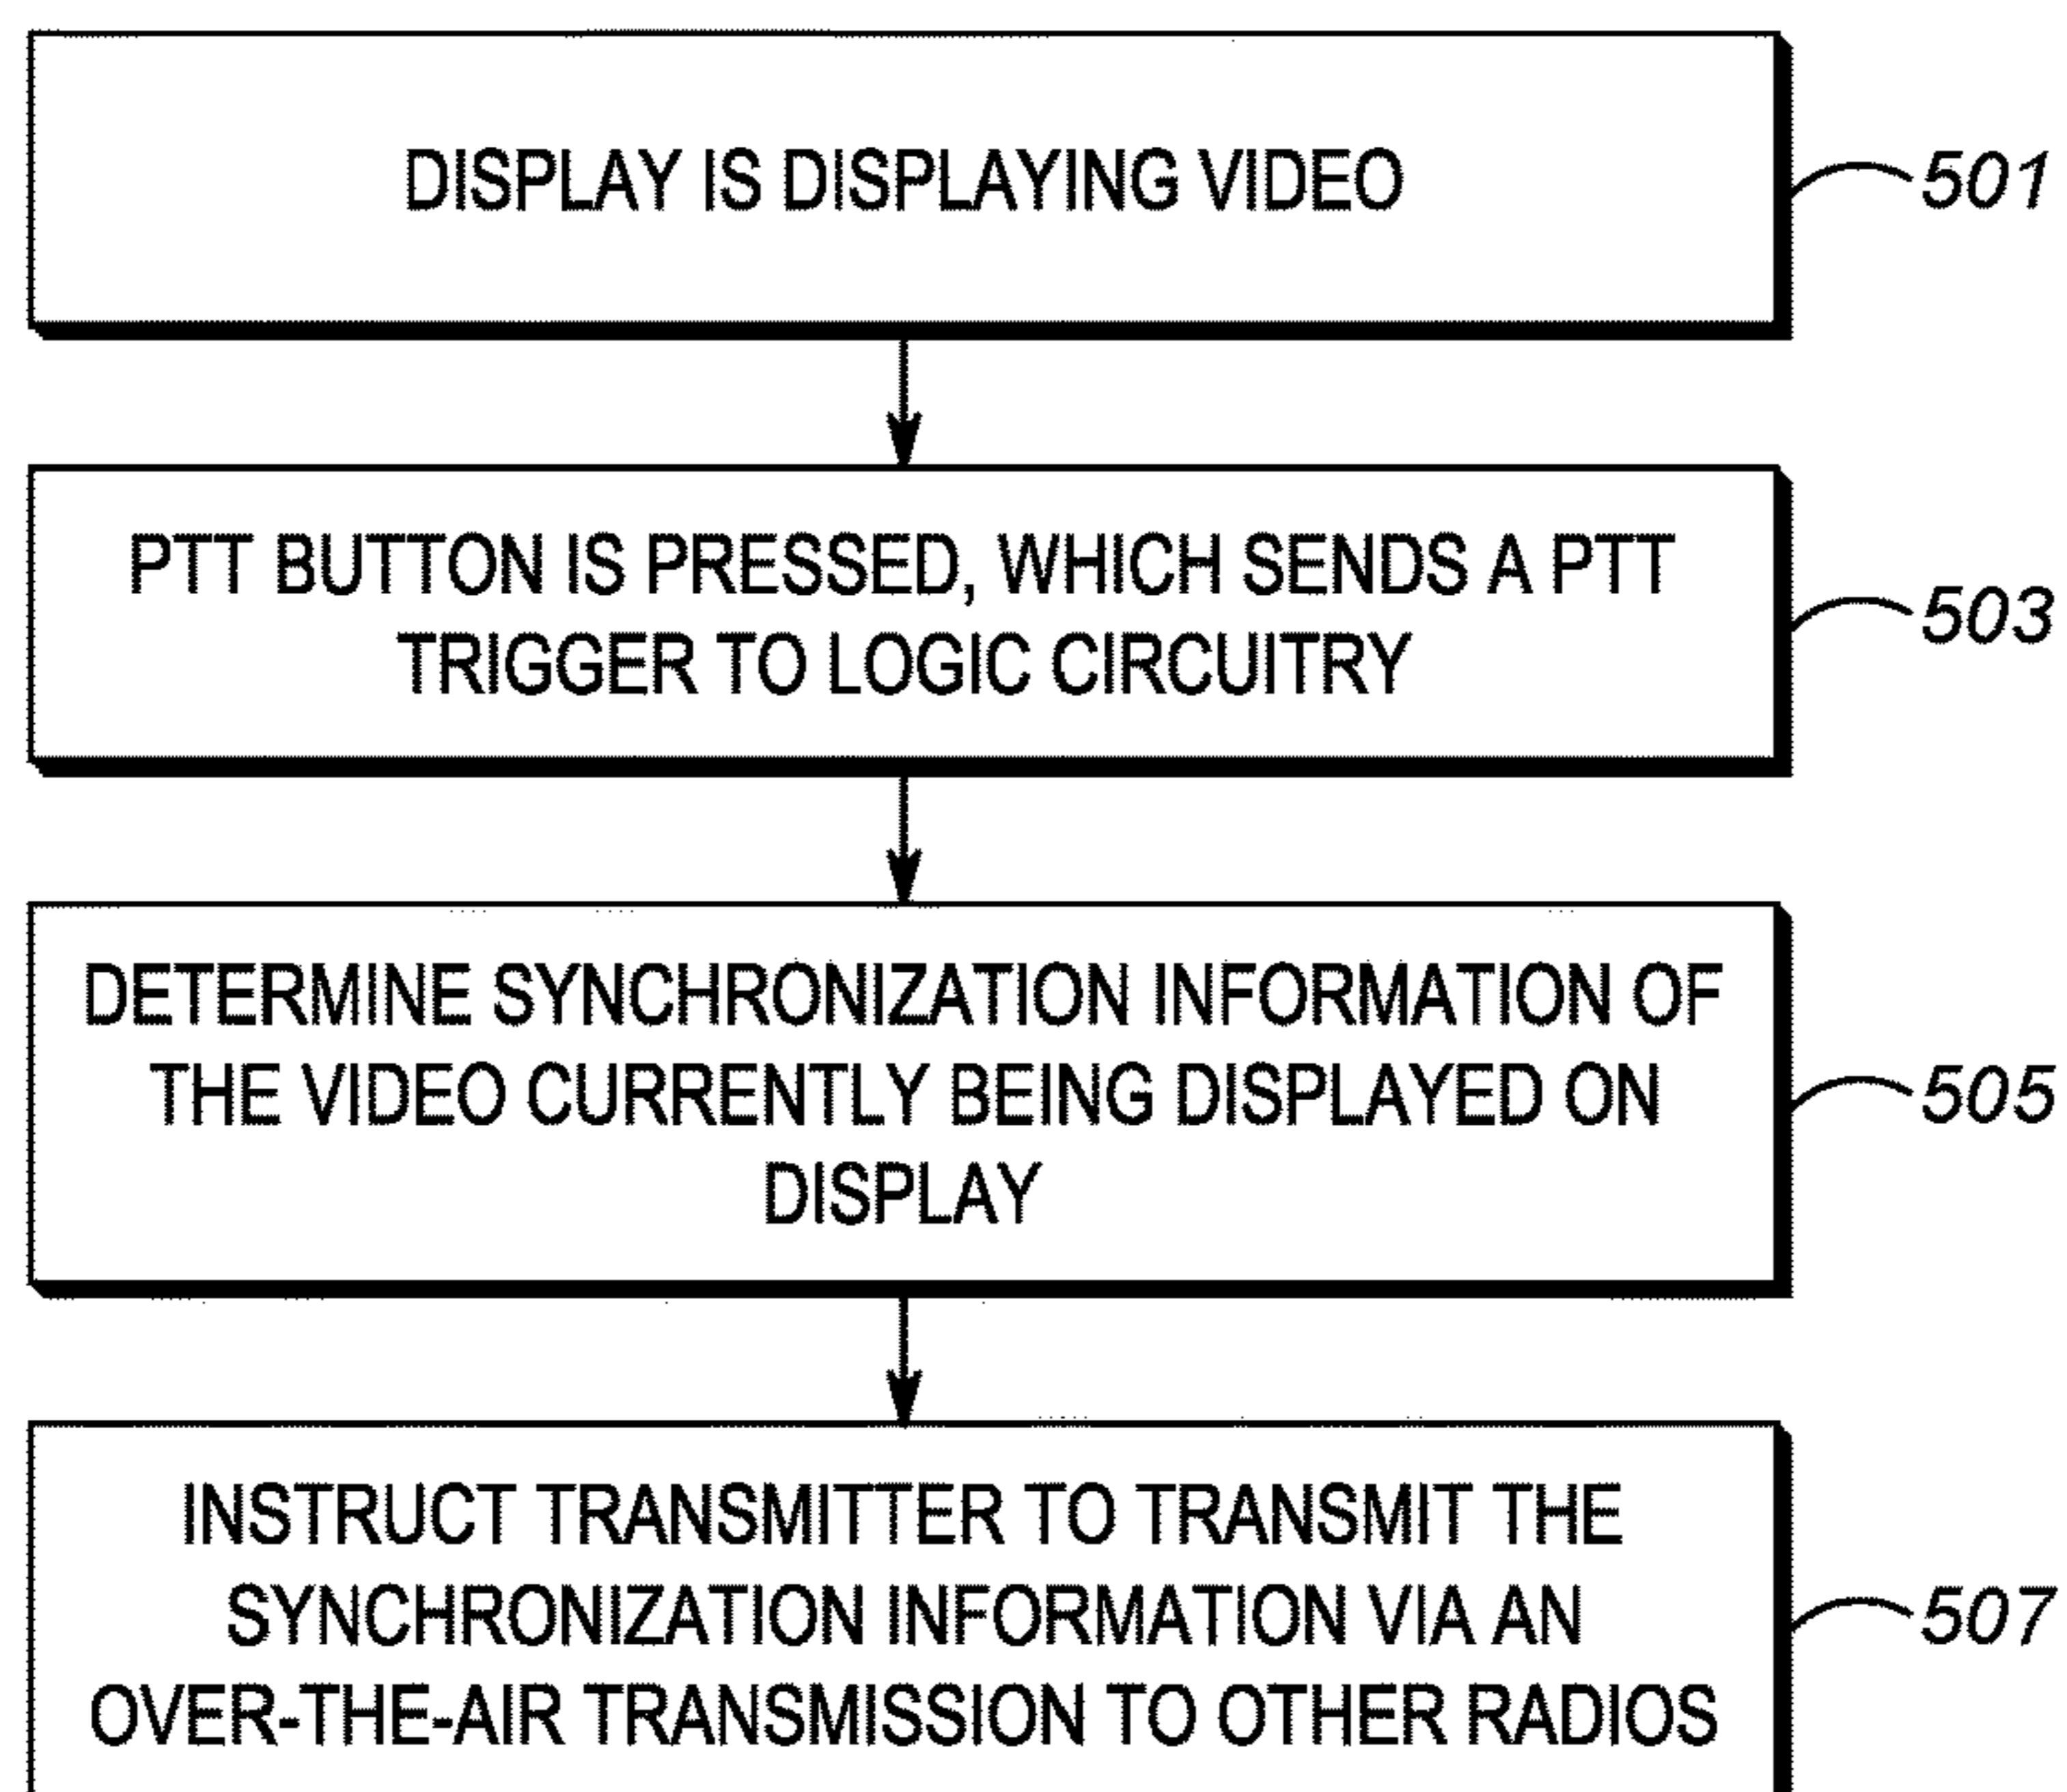 DISPLAY IS DISPLAYING VIDEO
501
PTT BUTTON IS PRESSED, WHICH SENDS A PTT
TRIGGER TO LOGIC CIRCUITRY
503
DETERMINE SYNCHRONIZATION INFORMATION OF
THE VIDEO CURRENTLY BEING DISPLAYED ON
DISPLAY
505
INSTRUCT TRANSMITTER TO TRANSMIT THE
SYNCHRONIZATION INFORMATION VIA AN
OVER-THE-AIR TRANSMISSION TO OTHER RADIOS
507